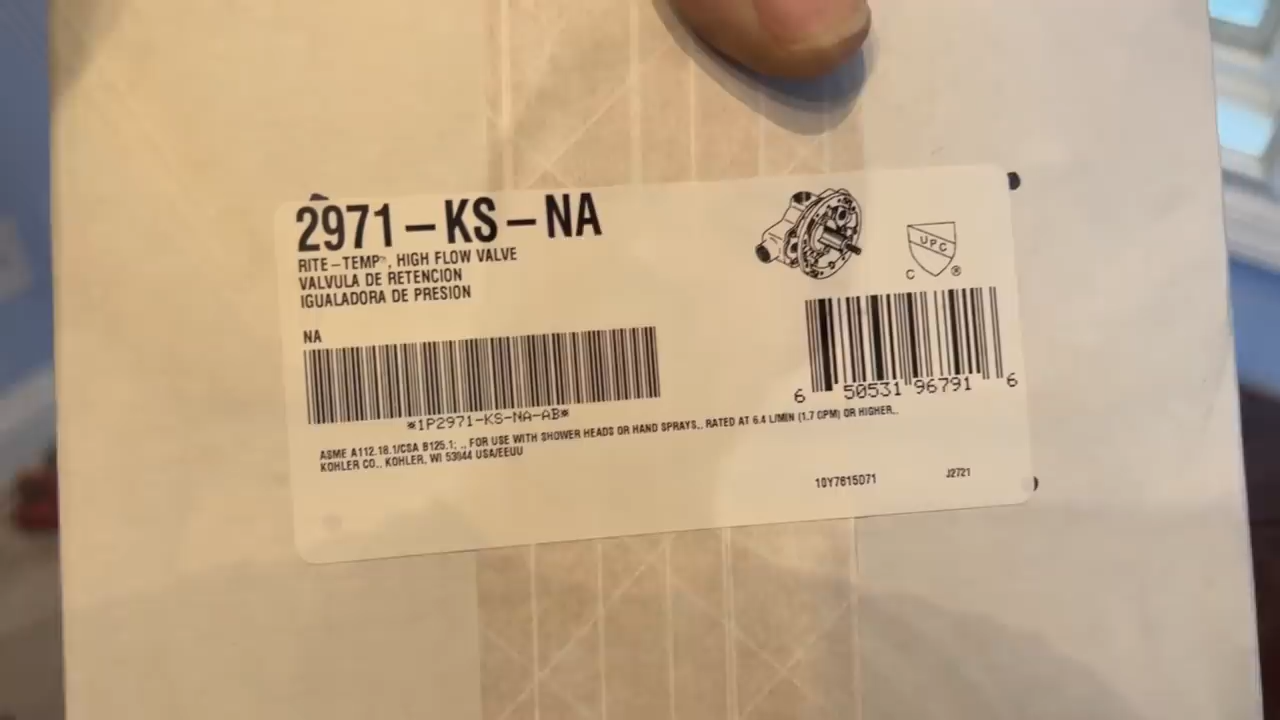 2971-KS-NA
RITE-TEMP®, HIGH FLOW VALVE
VALVULA DE RETENCION
IGUALADORA DE PRESION
UPC
C ®
NA
*1P2971-KS-NA-AB*
6 50531 96791 6
ASME A112.18.1/CSA B125.1; ., FOR USE WITH SHOWER HEADS OR HAND SPRAYS., RATED AT 6.4 L/MIN (1.7 GPM) OR HIGHER..
KOHLER CO., KOHLER, WI 53044 USA/EEUU
10Y7615D71
J2721